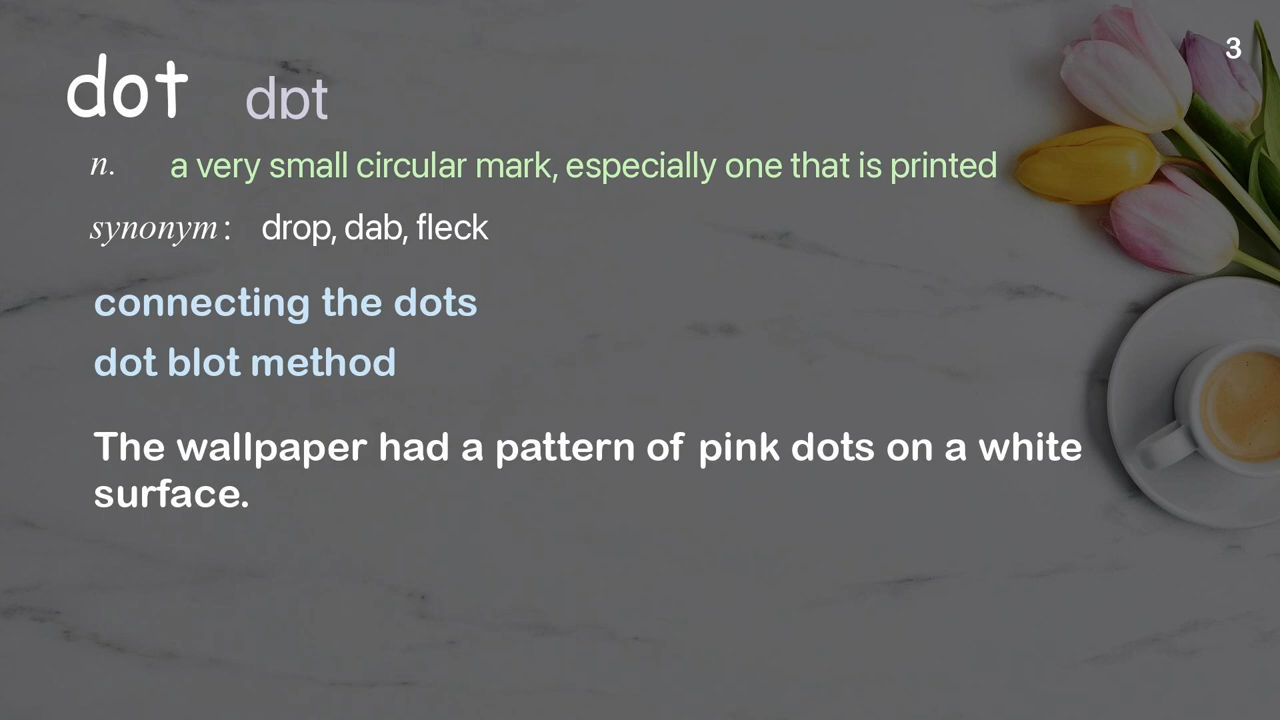 3
dot dɒt
n. a very small circular mark, especially one that is printed
synonym: drop, dab, fleck
connecting the dots
dot blot method
The wallpaper had a pattern of pink dots on a white
surface.